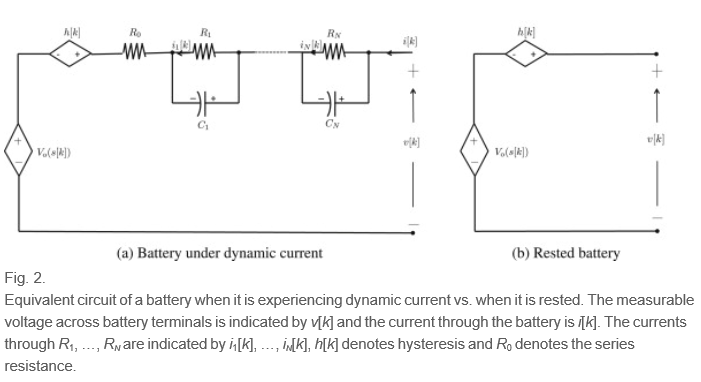 h[k] R₀ R₁ R_N h[k]
i₁[k] i_N[k] i[k]
− + + − +
− + − +
C₁ C_N
+ v[k] + v[k]
V₀(s[k]) V₀(s[k])
− − − −
(a) Battery under dynamic current (b) Rested battery
Fig. 2.
Equivalent circuit of a battery when it is experiencing dynamic current vs. when it is rested. The measurable
voltage across battery terminals is indicated by v[k] and the current through the battery is i[k]. The currents
through R₁, …, R_N are indicated by i₁[k], …, i_N[k], h[k] denotes hysteresis and R₀ denotes the series
resistance.